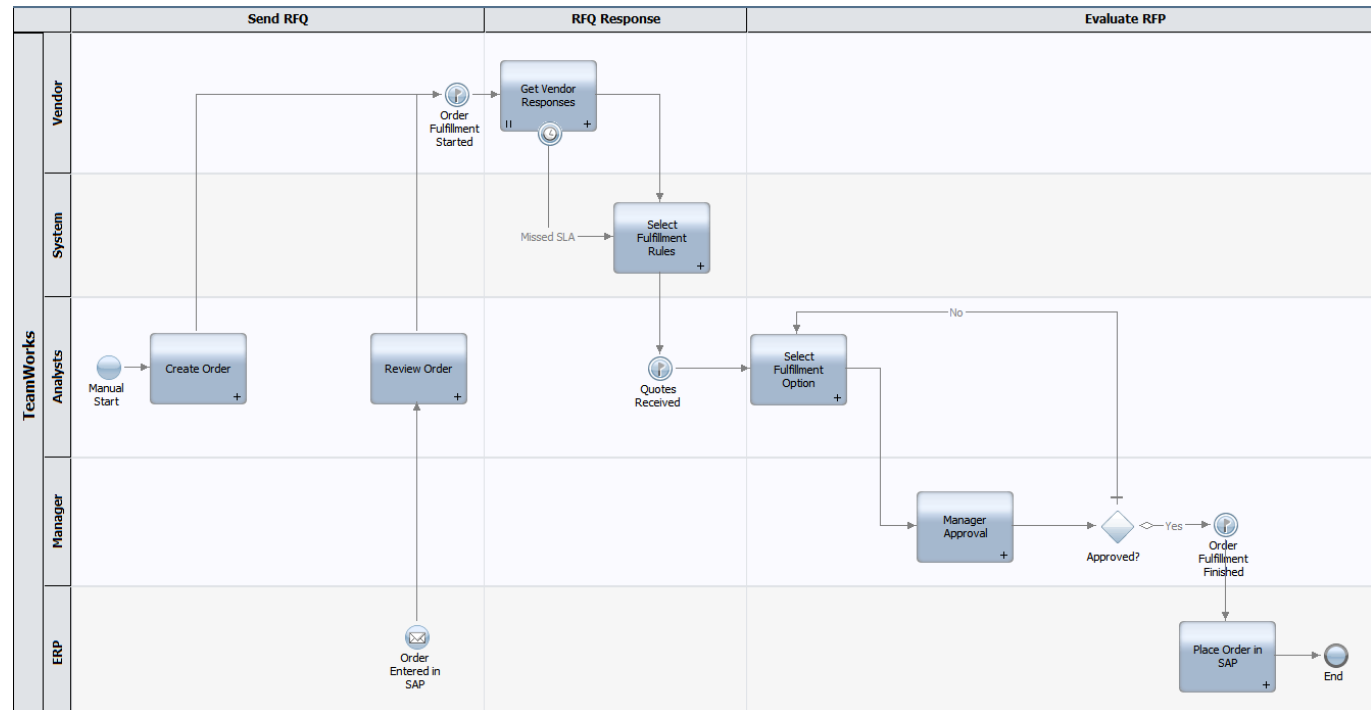 Send RFQ
RFQ Response
Evaluate RFP
TeamWorks
Vendor
Order
Fulfillment
Started
Get Vendor
Responses
System
Missed SLA
Select
Fulfillment
Rules
Analysts
Manual
Start
Create Order
Review Order
Quotes
Received
Select
Fulfillment
Option
No
Manager
Manager
Approval
Approved?
Yes
Order
Fulfillment
Finished
ERP
Order
Entered in
SAP
Place Order in
SAP
End